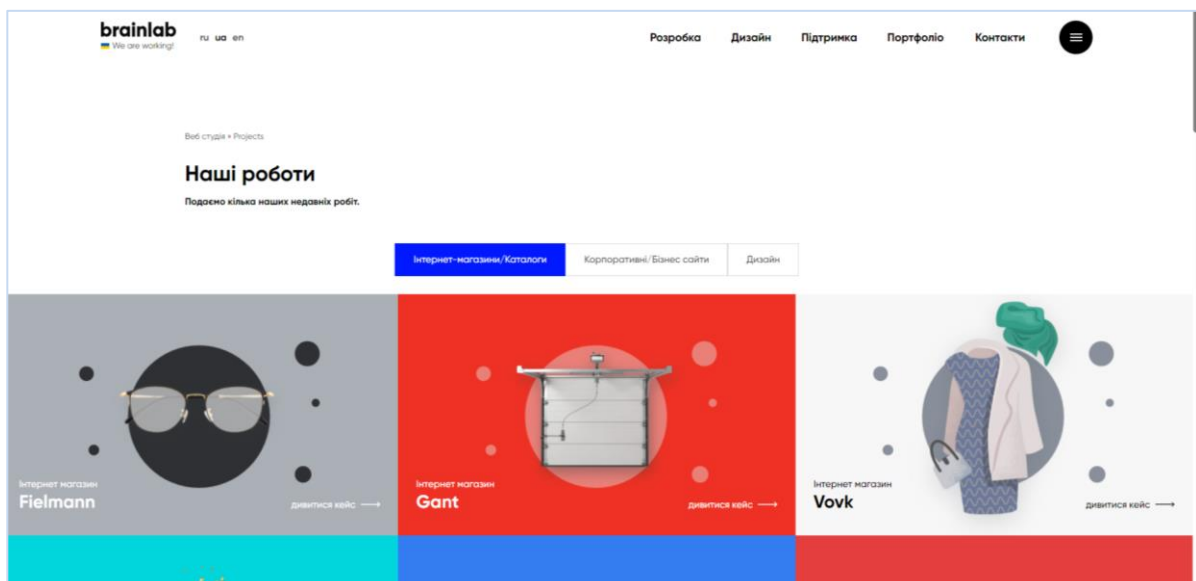 brainlab
We are working!
ru ua en
Розробка Дизайн Підтримка Портфоліо Контакти
Веб студія • Projects
Наші роботи
Подаємо кілька наших недавніх робіт.
Інтернет-магазини/Каталоги Корпоративні/Бізнес сайти Дизайн
Інтернет магазин
Fielmann
дивитися кейс
Інтернет магазин
Gant
дивитися кейс
Інтернет магазин
Vovk
дивитися кейс